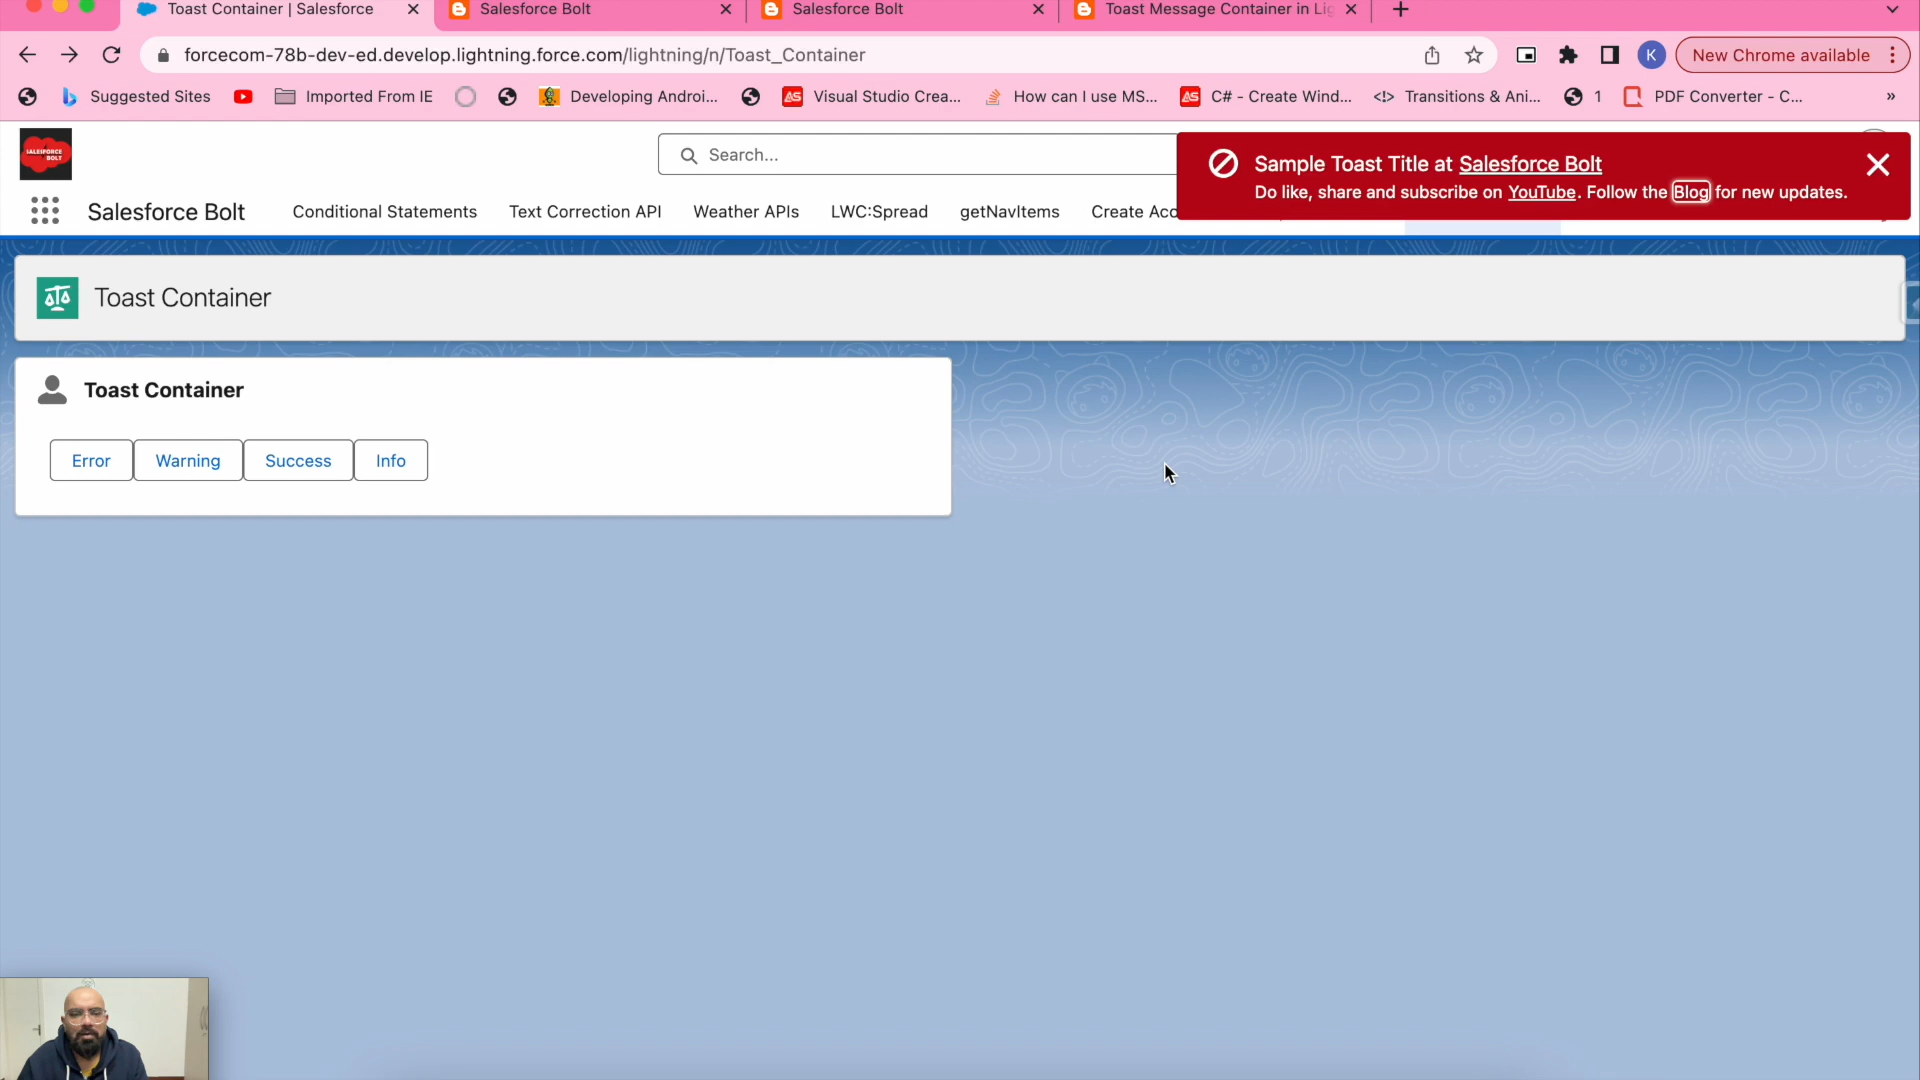 Toast Container | Salesforce
Salesforce Bolt
Salesforce Bolt
Toast Message Container in Lig
forcecom-78b-dev-ed.develop.lightning.force.com/lightning/n/Toast_Container
K
New Chrome available
Suggested Sites
Imported From IE
Developing Androi...
Visual Studio Crea...
How can I use MS...
C# - Create Wind...
Transitions & Ani...
1
PDF Converter - C...
»
SALESFORCE
BOLT
Search...
Sample Toast Title at Salesforce Bolt
Do like, share and subscribe on YouTube. Follow the Blog for new updates.
Salesforce Bolt
Conditional Statements
Text Correction API
Weather APIs
LWC:Spread
getNavItems
Create Acc
Toast Container
Toast Container
Error
Warning
Success
Info